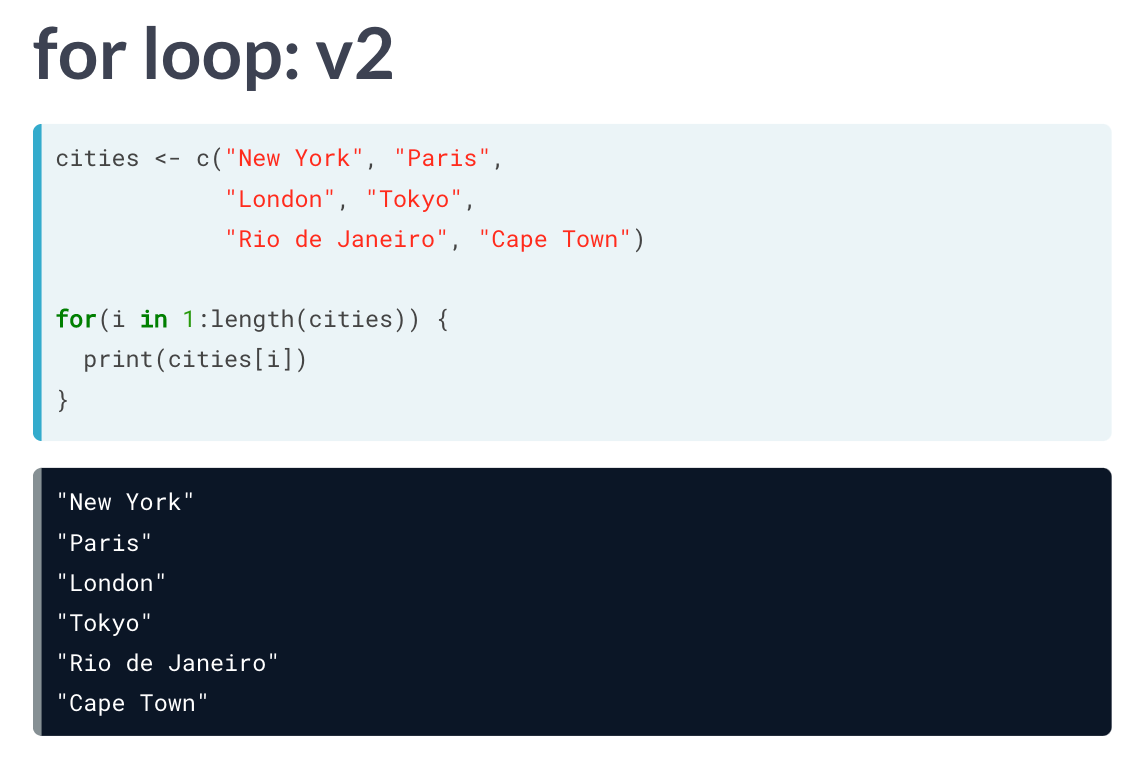 for loop: v2
cities <- c("New York", "Paris",
            "London", "Tokyo",
            "Rio de Janeiro", "Cape Town")
for(i in 1:length(cities)) {
  print(cities[i])
}
"New York"
"Paris"
"London"
"Tokyo"
"Rio de Janeiro"
"Cape Town"